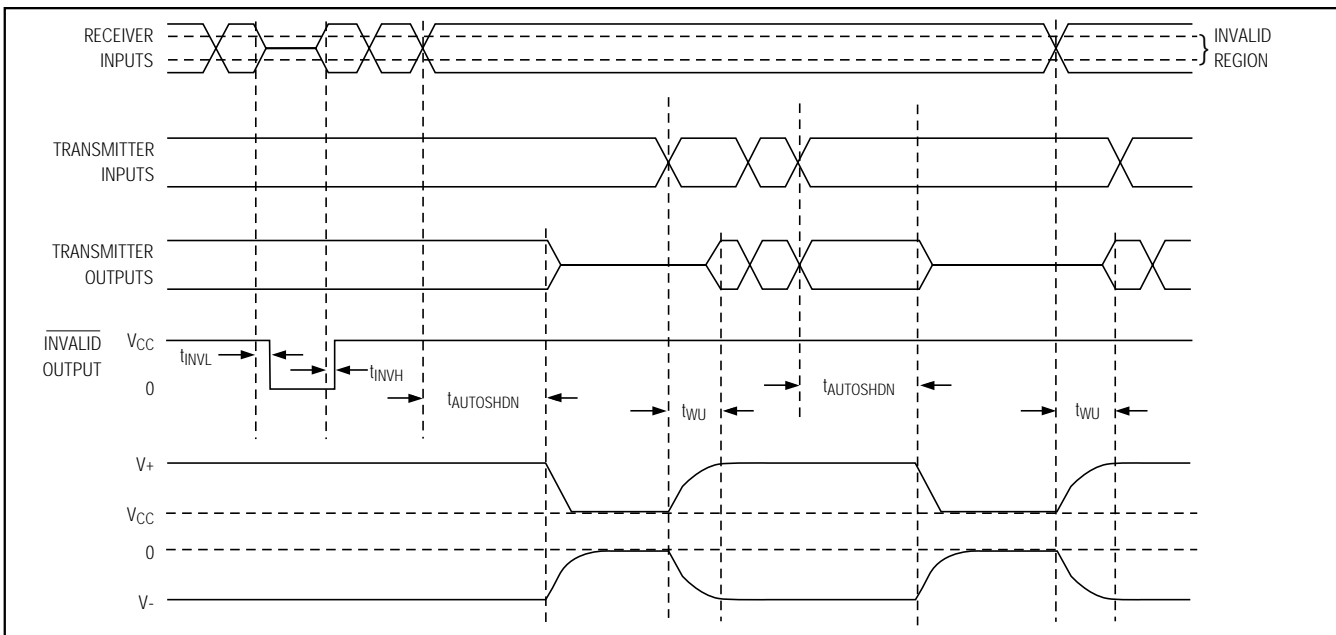 RECEIVER
INPUTS
INVALID
REGION
TRANSMITTER
INPUTS
TRANSMITTER
OUTPUTS
INVALID
OUTPUT
VCC
0
tINVL
tINVH
tAUTOSHDN
tWU
tAUTOSHDN
tWU
V+
VCC
0
V-